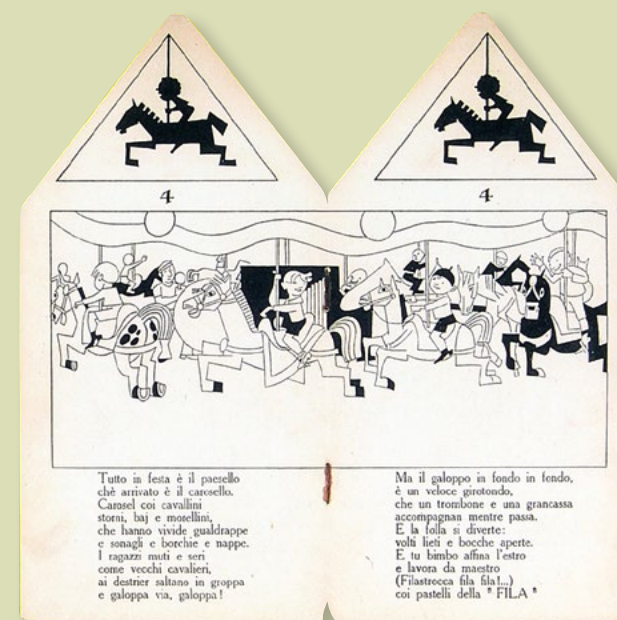 4
4
Tutto in festa è il paesello
chè arrivato è il carosello.
Carosel coi cavallini
storni, baj e morellini,
che hanno vivide gualdrappe
e sonagli e borchie e nappe.
I ragazzi muti e seri
come vecchi cavalieri,
ai destrier saltano in groppa
e galoppa via, galoppa!
Ma il galoppo in fondo in fondo,
è un veloce girotondo,
che un trombone e una grancassa
accompagnan mentre passa.
E la folla si diverte:
volti lieti e bocche aperte.
E tu bimbo affina l'estro
e lavora da maestro
(Filastrocca fila fila!...)
coi pastelli della " FILA "